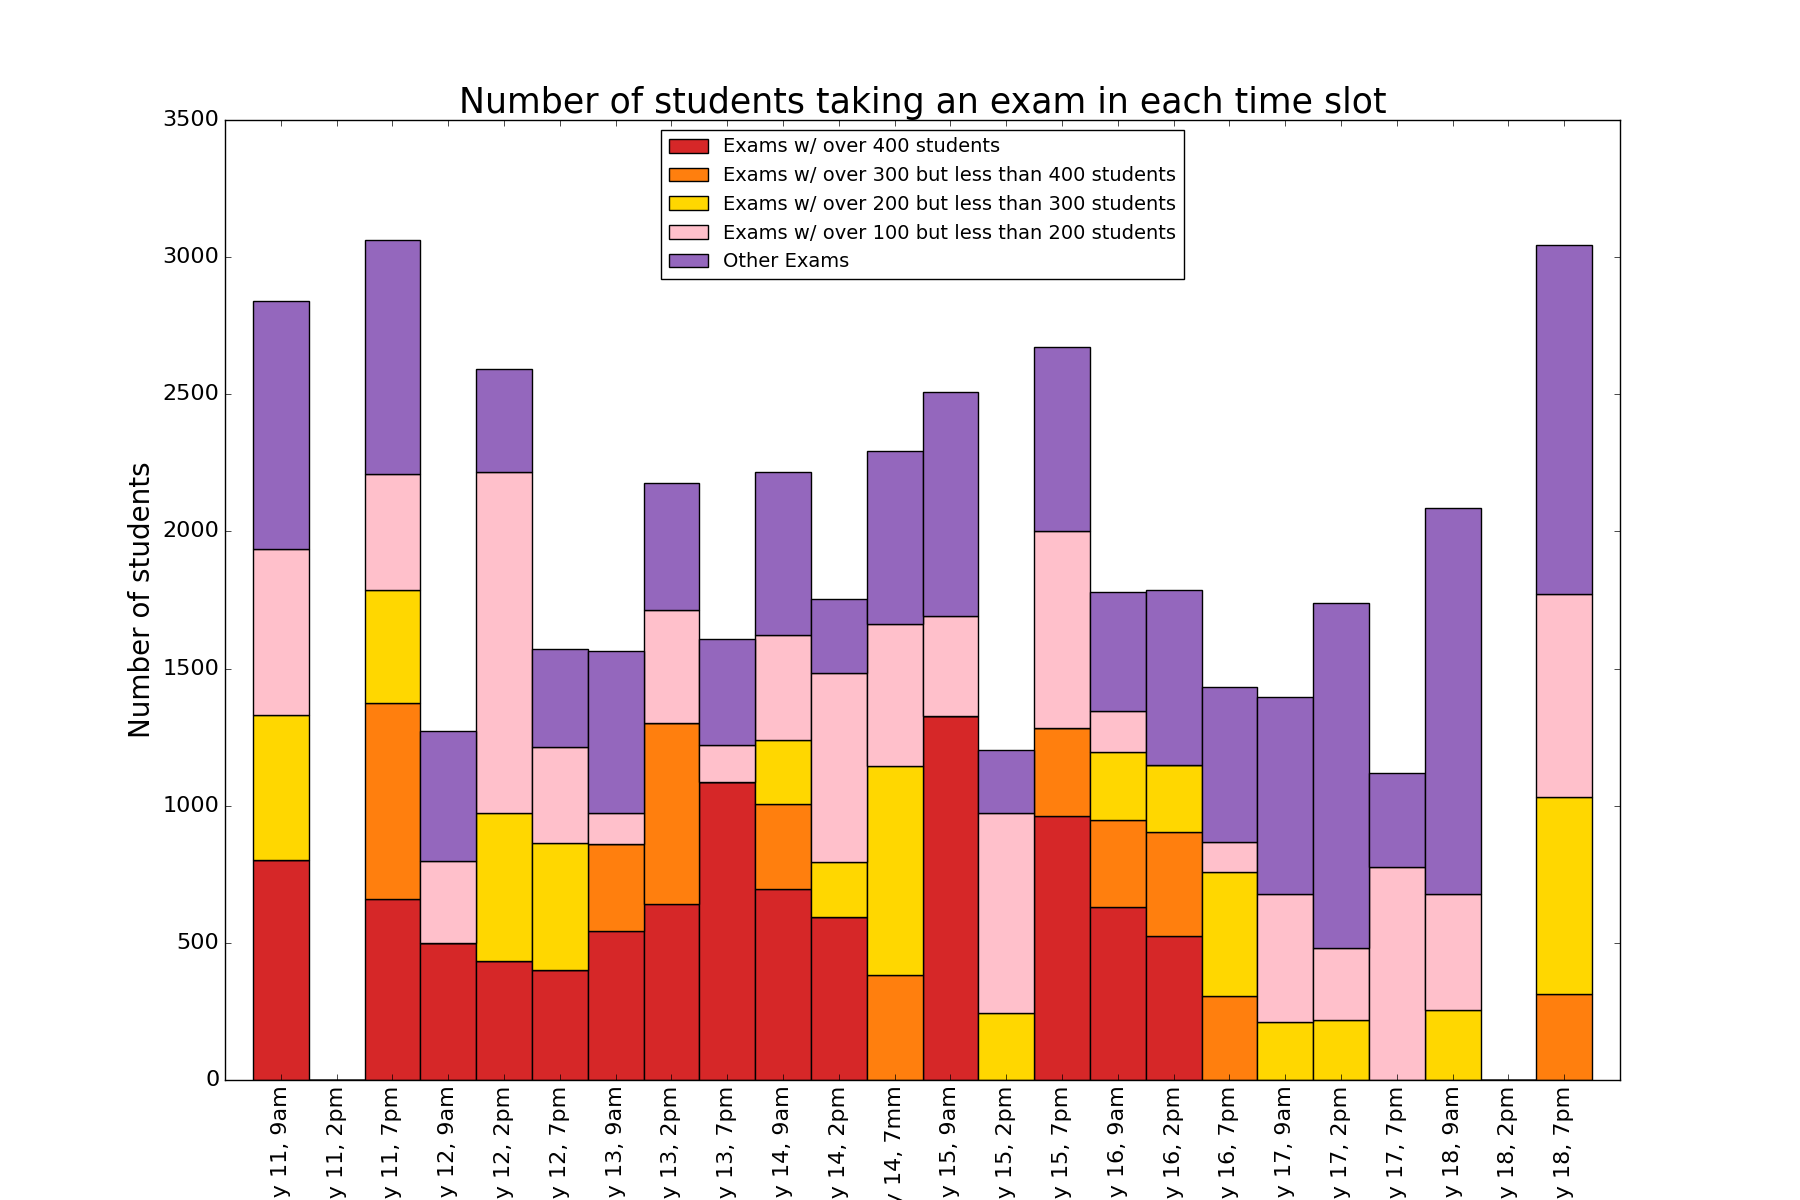 Number of students taking an exam in each time slot
Exams w/ over 400 students
Exams w/ over 300 but less than 400 students
Exams w/ over 200 but less than 300 students
Exams w/ over 100 but less than 200 students
Other Exams
Number of students
3500
3000
2500
2000
1500
1000
500
0
y 11, 9am
y 11, 2pm
y 11, 7pm
y 12, 9am
y 12, 2pm
y 12, 7pm
y 13, 9am
y 13, 2pm
y 13, 7pm
y 14, 9am
y 14, 2pm
y 14, 7mm
y 15, 9am
y 15, 2pm
y 15, 7pm
y 16, 9am
y 16, 2pm
y 16, 7pm
y 17, 9am
y 17, 2pm
y 17, 7pm
y 18, 9am
y 18, 2pm
y 18, 7pm